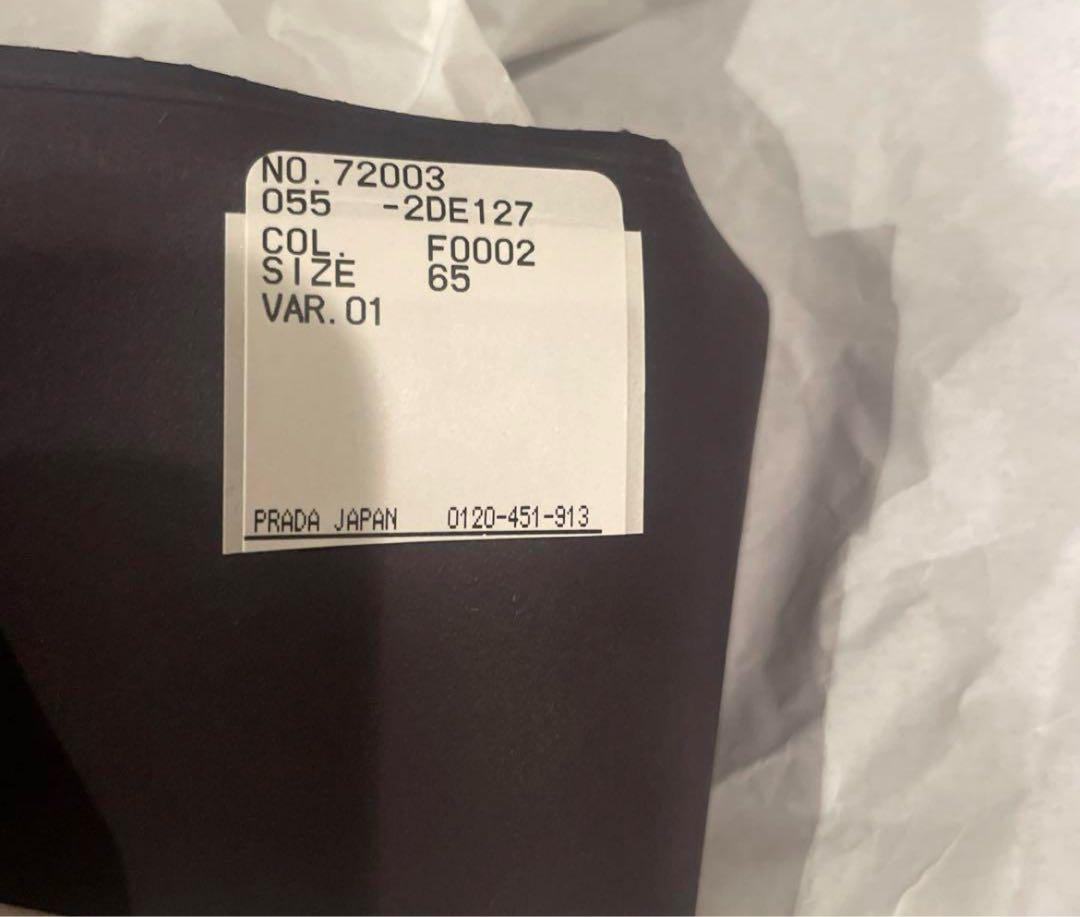 NO. 72003
055 -2DE127
COL. F0002
SIZE 65
VAR. 01
PRADA JAPAN 0120-451-913